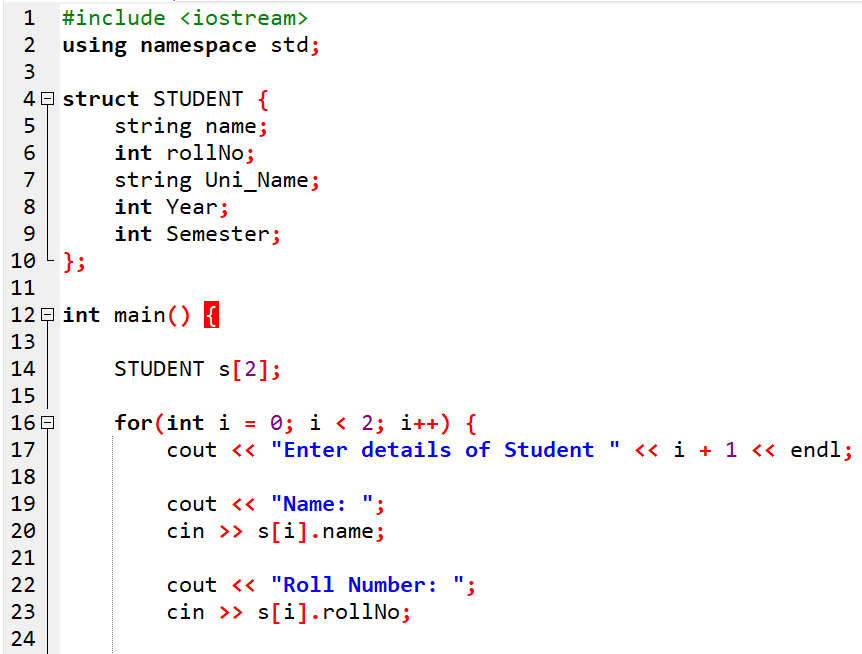 1 #include <iostream>
2 using namespace std;
3
4 struct STUDENT {
5     string name;
6     int rollNo;
7     string Uni_Name;
8     int Year;
9     int Semester;
10 };
11
12 int main() {
13
14     STUDENT s[2];
15
16     for(int i = 0; i < 2; i++) {
17         cout << "Enter details of Student " << i + 1 << endl;
18
19         cout << "Name: ";
20         cin >> s[i].name;
21
22         cout << "Roll Number: ";
23         cin >> s[i].rollNo;
24